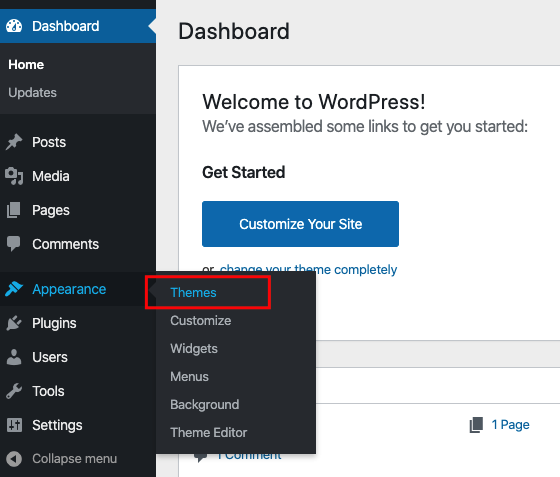 Dashboard
Home
Updates
Posts
Media
Pages
Comments
Appearance
Plugins
Users
Tools
Settings
Collapse menu
Themes
Customize
Widgets
Menus
Background
Theme Editor
Dashboard
Welcome to WordPress!
We’ve assembled some links to get you started:
Get Started
Customize Your Site
or, change your theme completely
1 Page
1 Comment